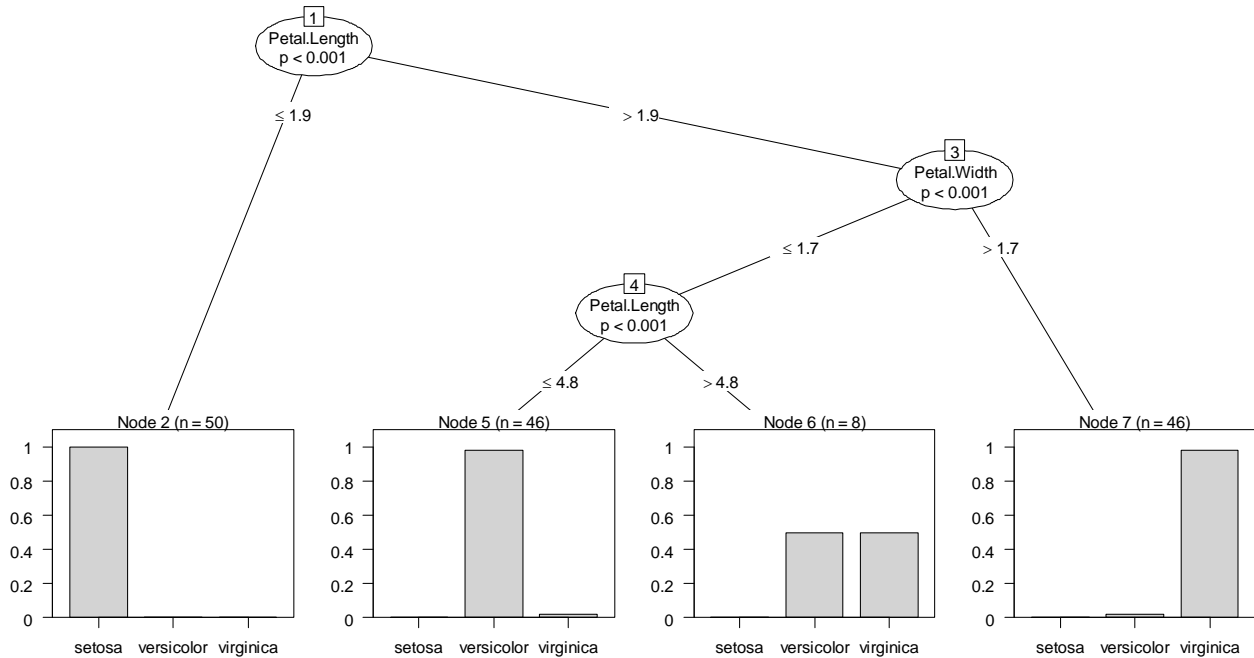 1
Petal.Length
p < 0.001
≤ 1.9
> 1.9
3
Petal.Width
p < 0.001
≤ 1.7
> 1.7
4
Petal.Length
p < 0.001
≤ 4.8
> 4.8
Node 2 (n = 50)
1
0.8
0.6
0.4
0.2
0
setosa versicolor virginica
Node 5 (n = 46)
1
0.8
0.6
0.4
0.2
0
setosa versicolor virginica
Node 6 (n = 8)
1
0.8
0.6
0.4
0.2
0
setosa versicolor virginica
Node 7 (n = 46)
1
0.8
0.6
0.4
0.2
0
setosa versicolor virginica